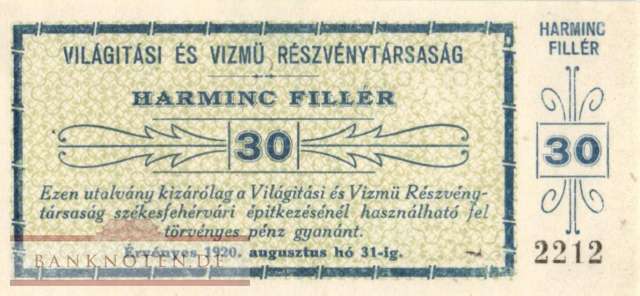 VILÁGITÁSI ÉS VIZMÜ RÉSZVÉNYTÁRSASÁG
HARMINC FILLÉR
30
Ezen utalvány kizárólag a Világitási és Vizmü Részvény-
társaság székesfehérvári épitkezésénél használható fel
törvényes pénz gyanánt.
Érvényes 1920. augusztus hó 31-ig.
HARMINC
FILLÉR
30
2212
BANKNOTEN.DE